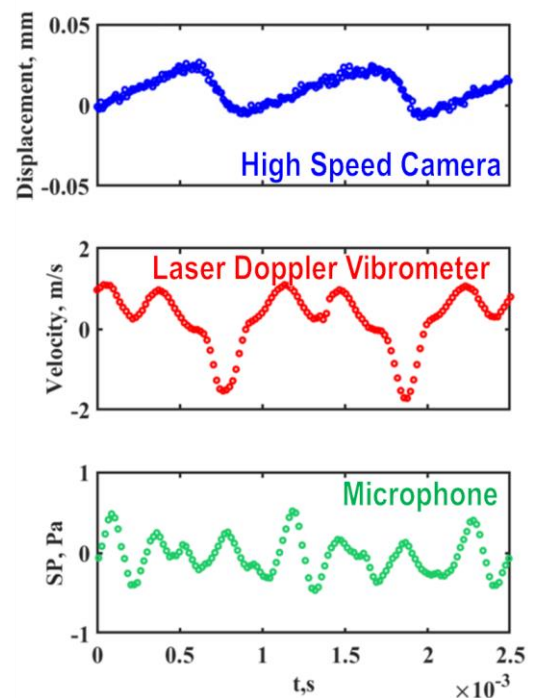 0.05
0
-0.05
Displacement, mm
High Speed Camera
2
0
-2
Velocity, m/s
Laser Doppler Vibrometer
1
0
-1
SP, Pa
Microphone
0 0.5 1 1.5 2 2.5
t,s
×10⁻³